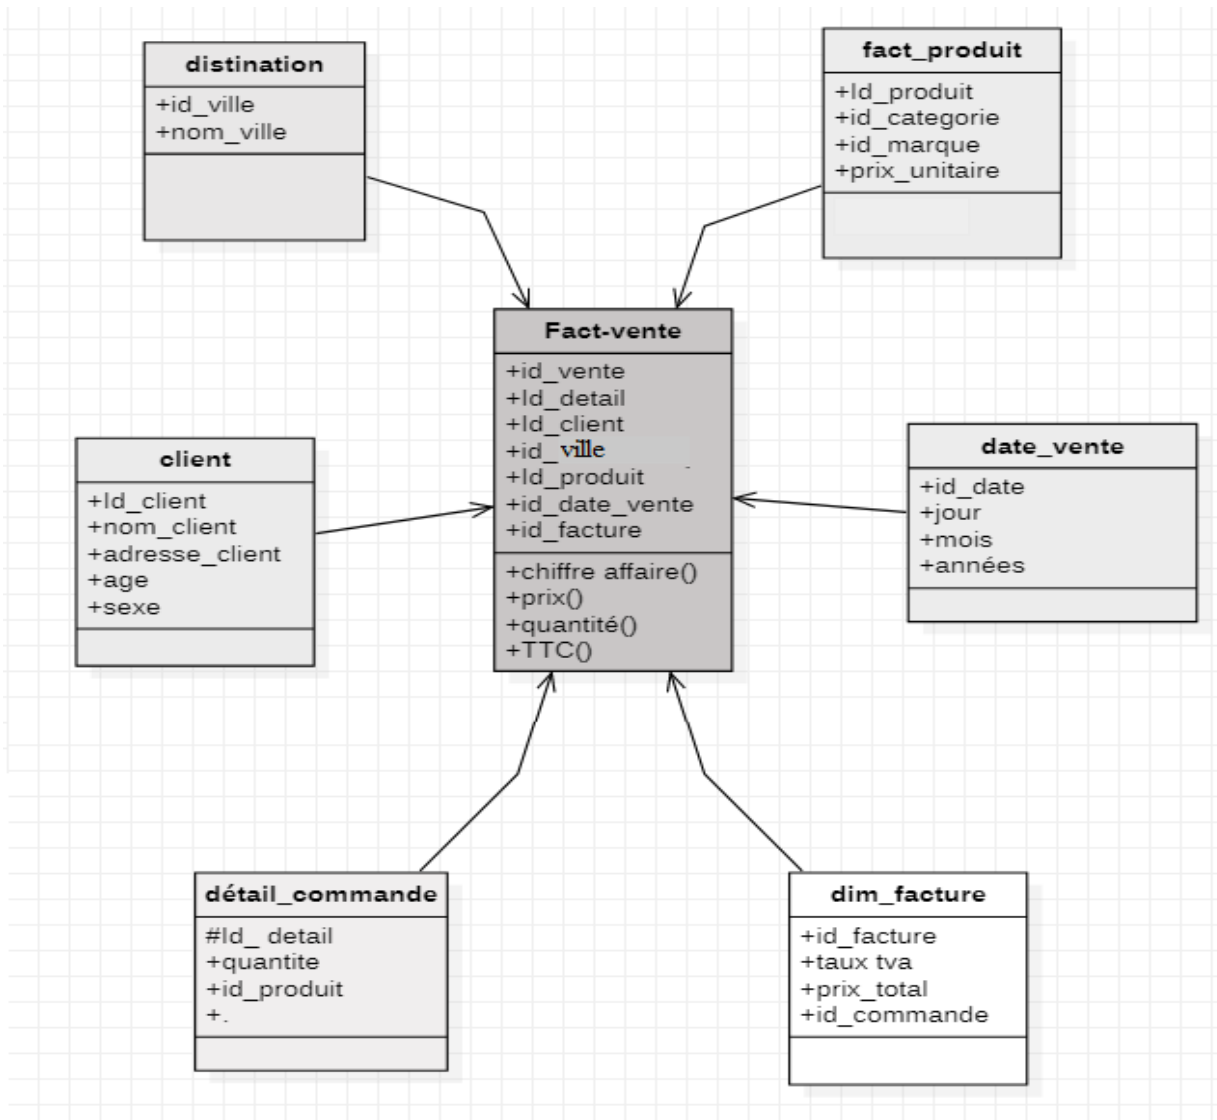 distination
+id_ville
+nom_ville
fact_produit
+Id_produit
+id_categorie
+id_marque
+prix_unitaire
Fact-vente
+id_vente
+Id_detail
+Id_client
+id_ville
+Id_produit
+id_date_vente
+id_facture
+chiffre affaire()
+prix()
+quantité()
+TTC()
client
+Id_client
+nom_client
+adresse_client
+age
+sexe
date_vente
+id_date
+jour
+mois
+années
détail_commande
#Id_ detail
+quantite
+id_produit
+.
dim_facture
+id_facture
+taux tva
+prix_total
+id_commande